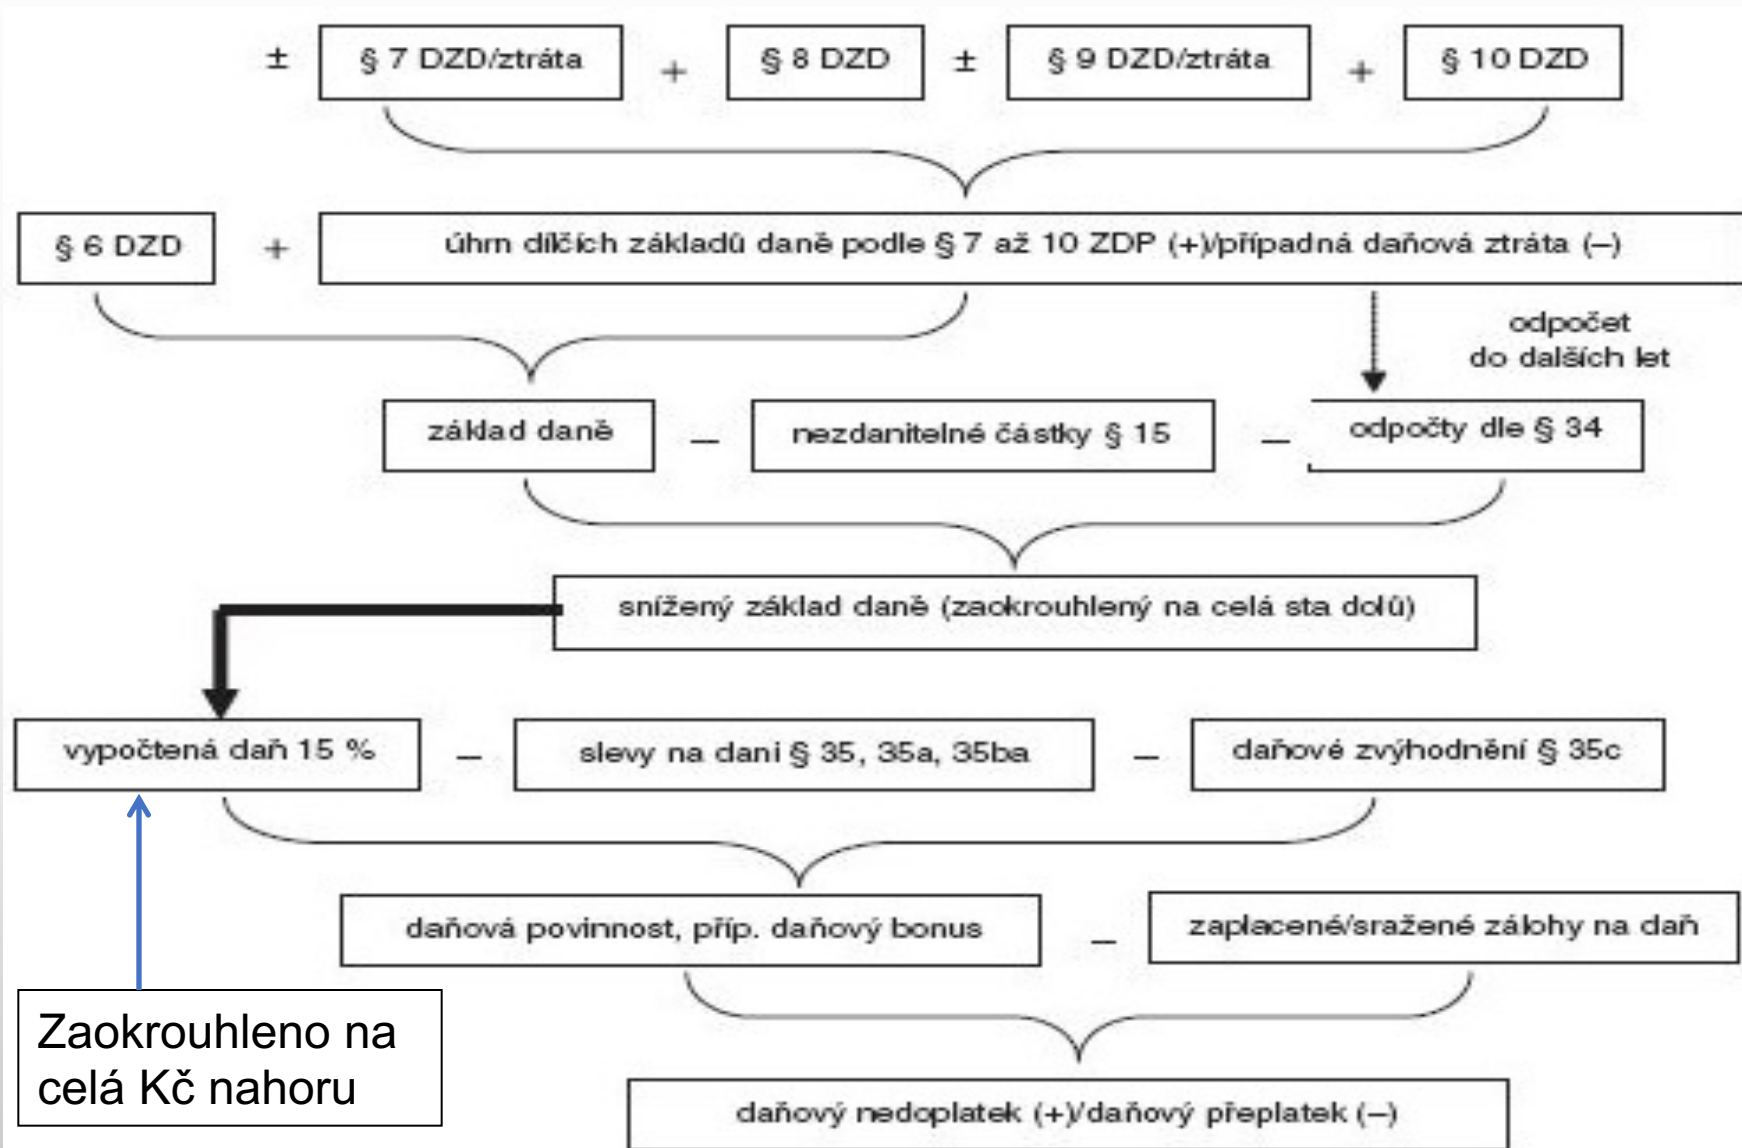 ± § 7 DZD/ztráta + § 8 DZD ± § 9 DZD/ztráta + § 10 DZD
§ 6 DZD + úhrn dílčích základů daně podle § 7 až 10 ZDP (+)/případná daňová ztráta (–)
odpočet
do dalších let
základ daně – nezdanitelné částky § 15 – odpočty dle § 34
snížený základ daně (zaokrouhlený na celá sta dolů)
vypočtená daň 15 % – slevy na dani § 35, 35a, 35ba – daňové zvýhodnění § 35c
daňová povinnost, příp. daňový bonus – zaplacené/sražené zálohy na daň
Zaokrouhleno na
celá Kč nahoru
daňový nedoplatek (+)/daňový přeplatek (–)